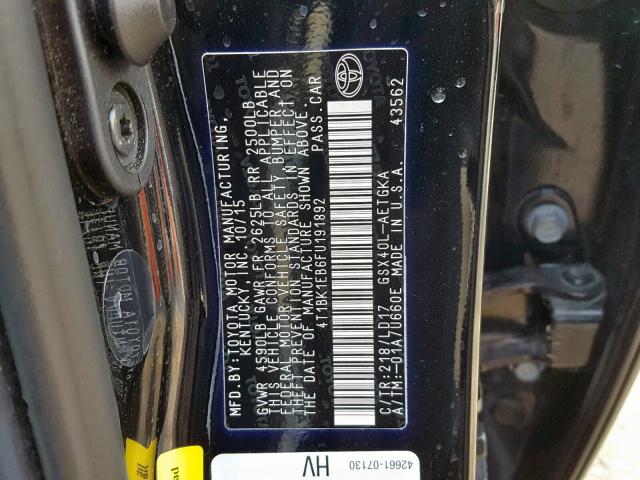 MFD.BY:TOYOTA MOTOR MANUFACTURING,
KENTUCKY, INC. 10/15
GVWR 4590LB GAWR FR 2625LB RR 2500LB
THIS VEHICLE CONFORMS TO ALL APPLICABLE
FEDERAL MOTOR VEHICLE SAFETY BUMPER, AND
THEFT PREVENTION STANDARDS IN EFFECT ON
THE DATE OF MANUFACTURE SHOWN ABOVE.
4T1BK1EB6FU191892 PASS.CAR
C/TR:218/LD17 GSX40L-AETGKA
A/TM:-01A/U660E MADE IN U.S.A. 43562
HV
42661-07130